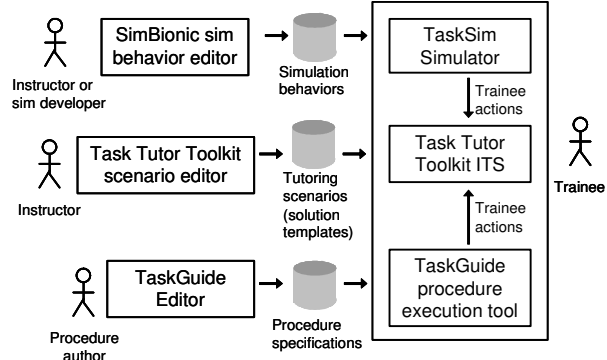 SimBionic sim
behavior editor
Instructor or
sim developer
Simulation
behaviors
TaskSim
Simulator
Trainee
actions
Task Tutor Toolkit
scenario editor
Instructor
Tutoring
scenarios
(solution
templates)
Task Tutor
Toolkit ITS
Trainee
Trainee
actions
TaskGuide
Editor
Procedure
author
Procedure
specifications
TaskGuide
procedure
execution tool